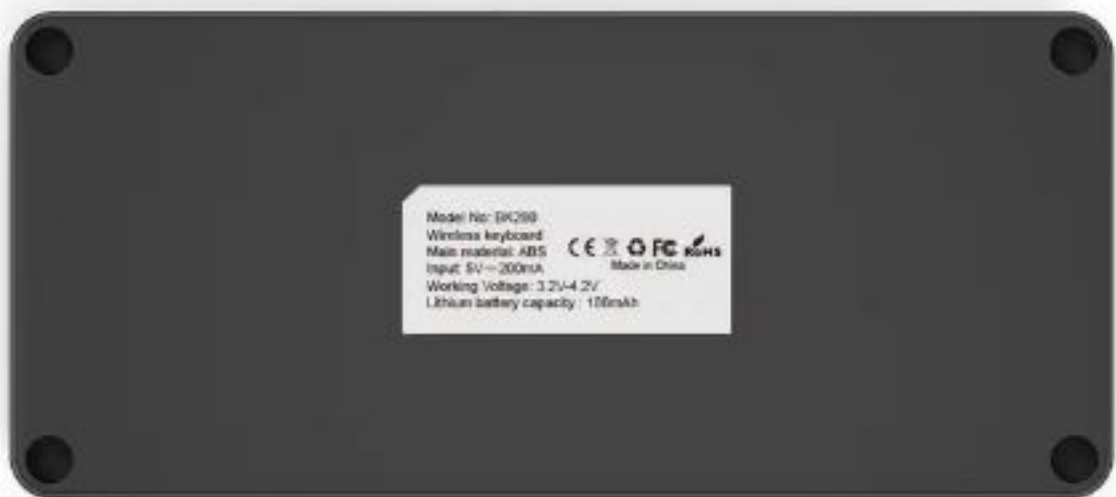 Model No:
Wireless keyboard
Main material: ABS
Input: 5V⎓200mA
Working Voltage: 3.2V-4.2V
Lithium battery capacity :
CE FC RoHS
Made in China